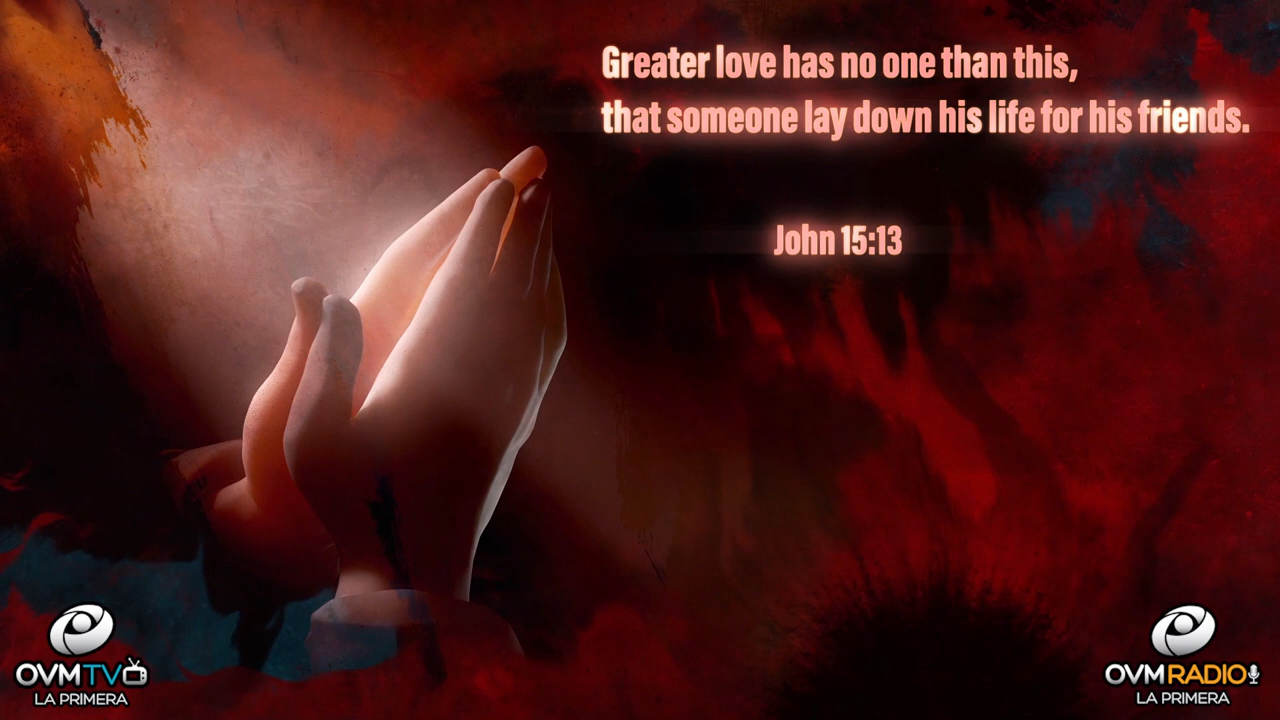 Greater love has no one than this,
that someone lay down his life for his friends.
John 15:13
OVMTV
LA PRIMERA
OVMRADIO
LA PRIMERA